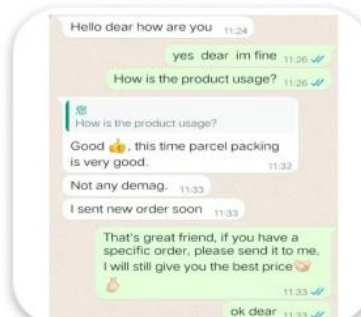 Hello dear how are you 11:24
yes dear im fine 11:26
How is the product usage? 11:26
您
How is the product usage?
Good 👍, this time parcel packing
is very good. 11:32
Not any demag. 11:33
I sent new order soon 11:33
That's great friend, if you have a
specific order, please send it to me,
I will still give you the best price🤝
🫰
11:33
ok dear 11:33